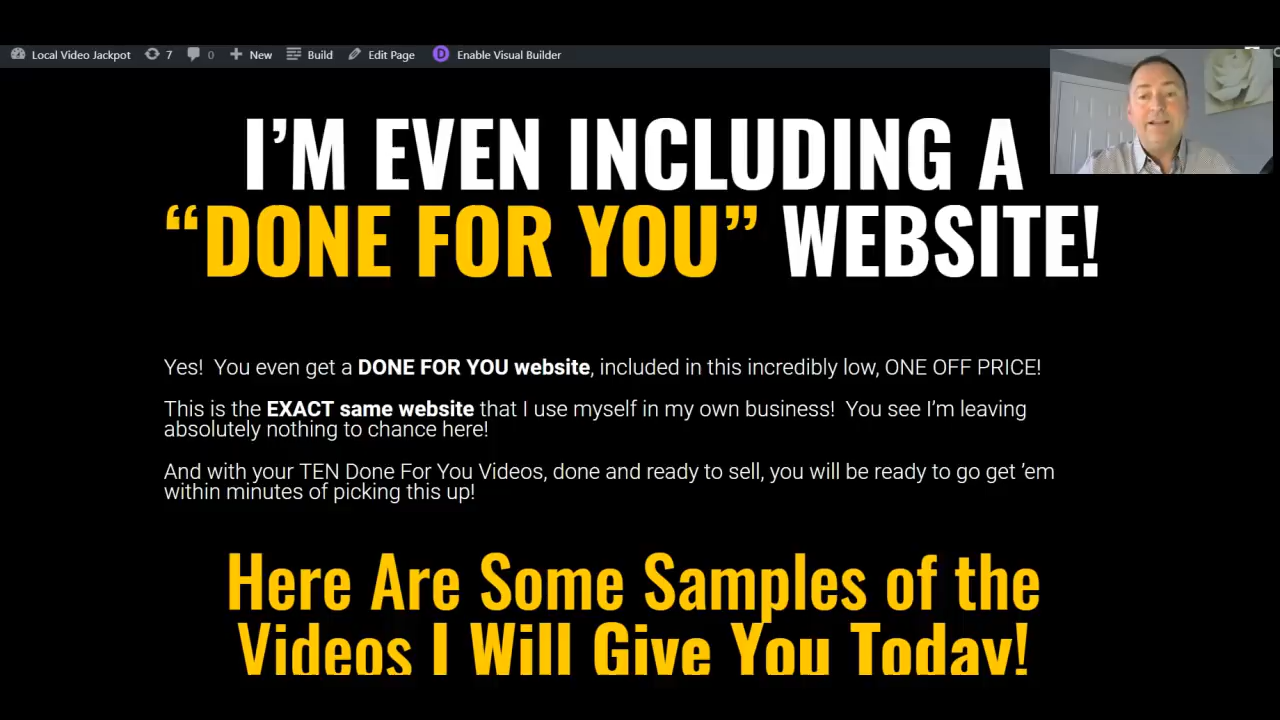 Local Video Jackpot 7 0 New Build Edit Page D Enable Visual Builder
I’M EVEN INCLUDING A
“DONE FOR YOU” WEBSITE!
Yes!  You even get a DONE FOR YOU website, included in this incredibly low, ONE OFF PRICE!
This is the EXACT same website that I use myself in my own business!  You see I’m leaving
absolutely nothing to chance here!
And with your TEN Done For You Videos, done and ready to sell, you will be ready to go get ’em
within minutes of picking this up!
Here Are Some Samples of the
Videos I Will Give You Today!